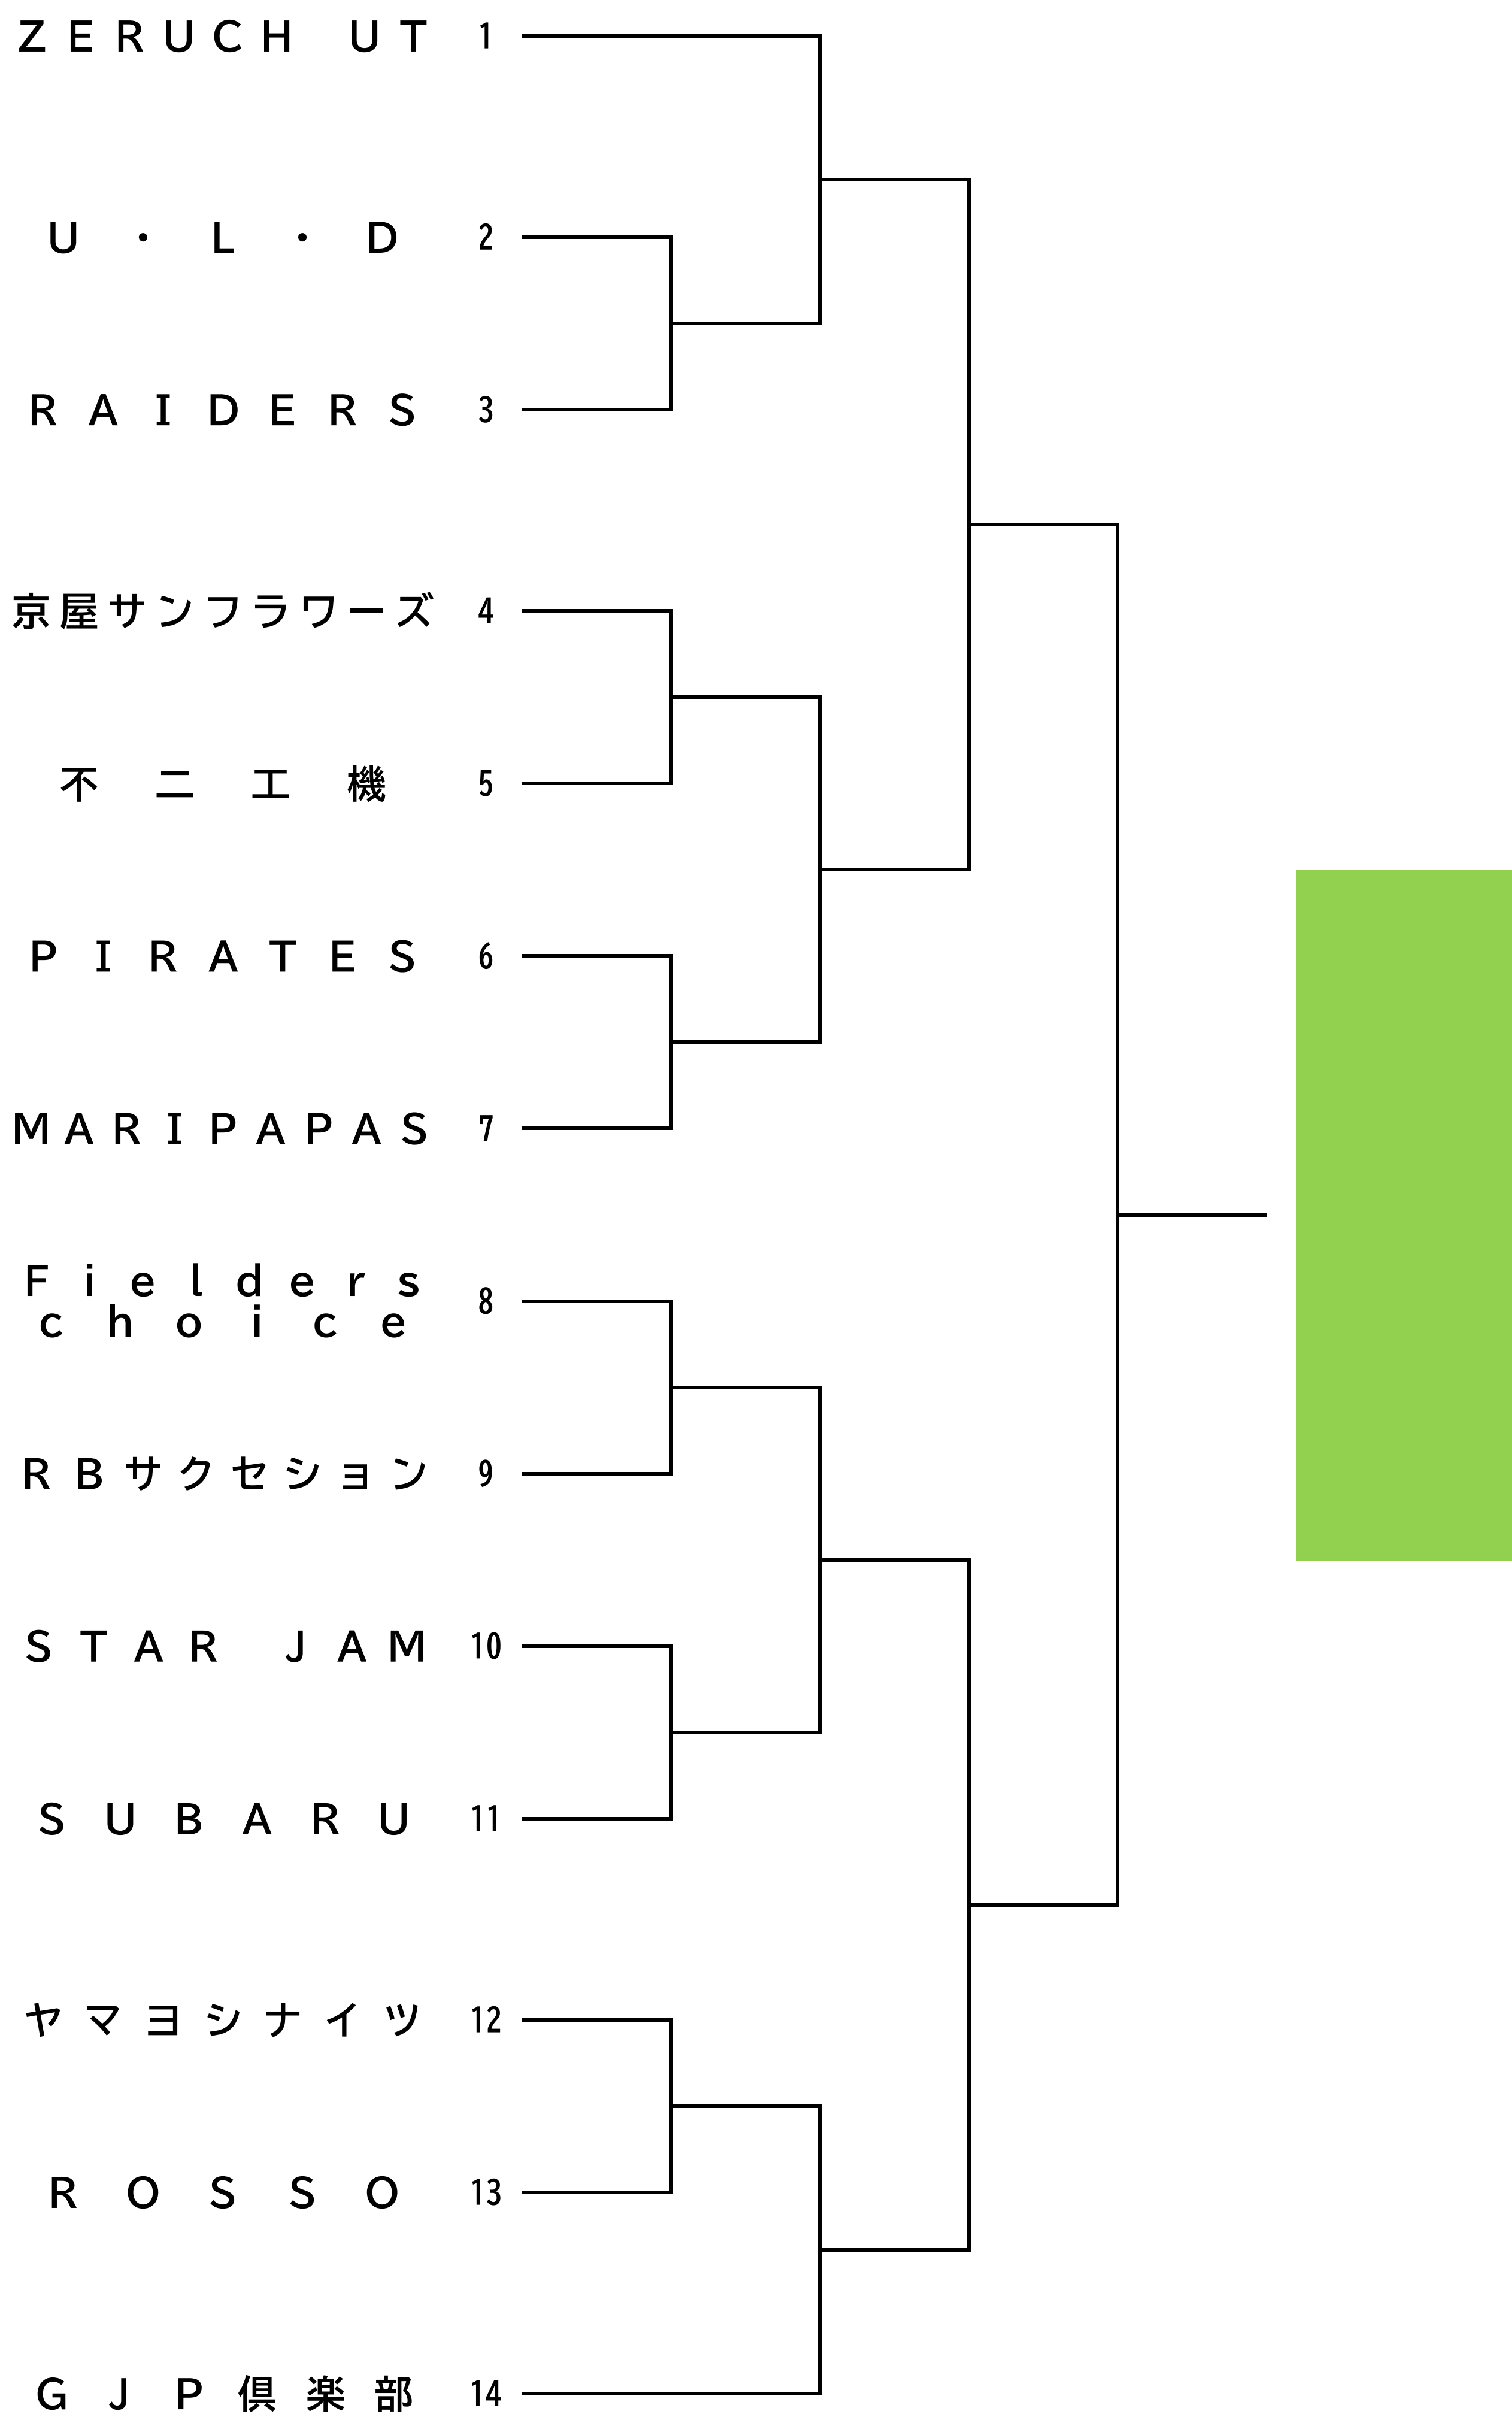 ZERUCH UT 1
U・L・D 2
RAIDERS 3
京屋サンフラワーズ 4
不二工機 5
PIRATES 6
MARIPAPAS 7
Fielders
choice 8
RBサクセション 9
STAR JAM 10
SUBARU 11
ヤマヨシナイツ 12
ROSSO 13
GJP倶楽部 14